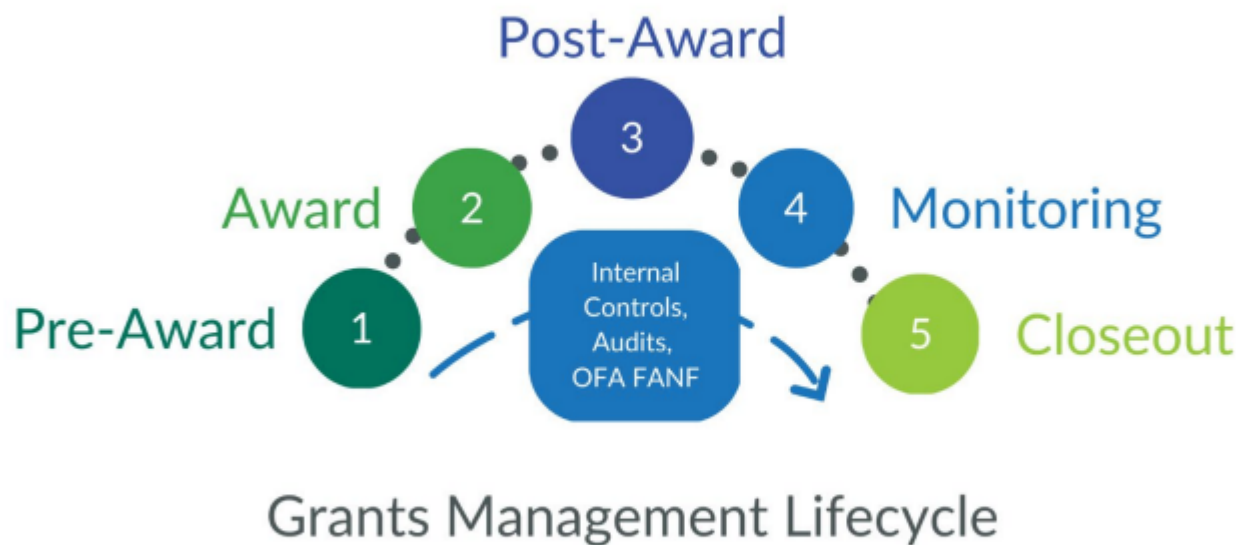 Post-Award
3
Award
2
4
Monitoring
Pre-Award
1
Internal
Controls,
Audits,
OFA FANF
5
Closeout
Grants Management Lifecycle